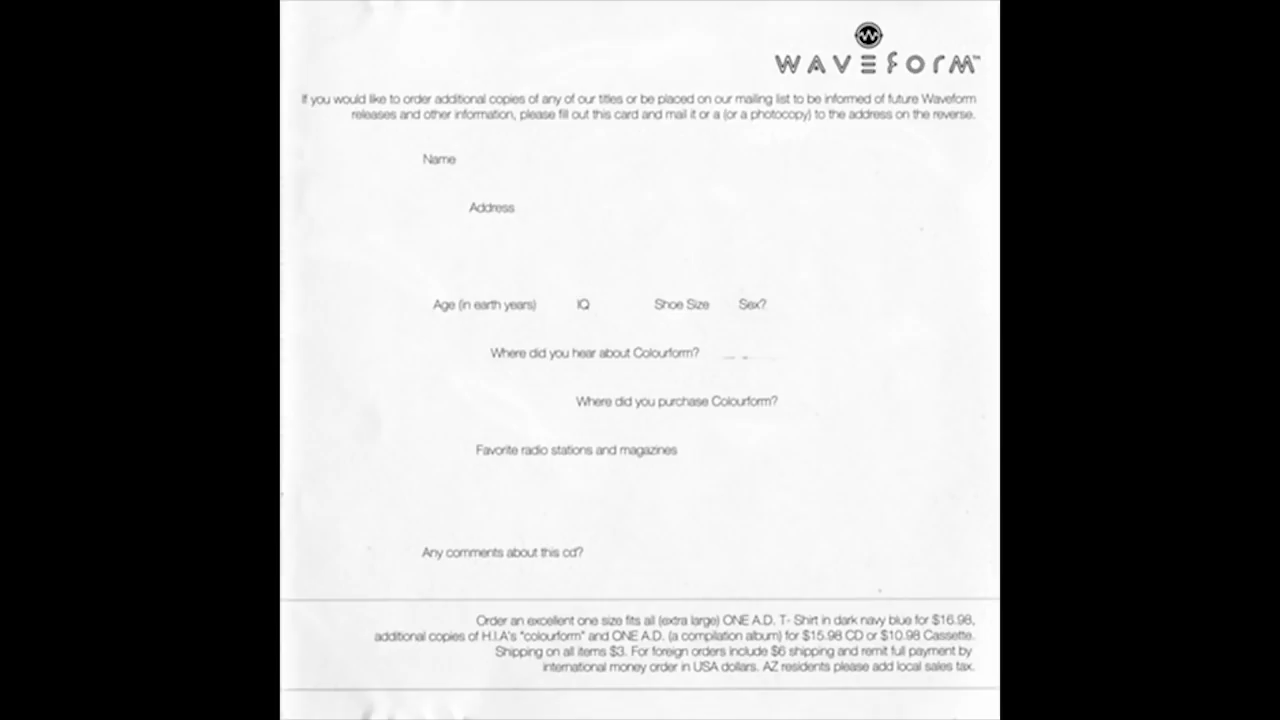 WAVEFORM™
If you would like to order additional copies of any of our titles or be placed on our mailing list to be informed of future Waveform
releases and other information, please fill out this card and mail it or a (or a photocopy) to the address on the reverse.
Name
Address
Age (in earth years) IQ Shoe Size Sex?
Where did you hear about Colourform?
Where did you purchase Colourform?
Favorite radio stations and magazines
Any comments about this cd?
Order an excellent one size fits all (extra large) ONE A.D. T- Shirt in dark navy blue for $16.98,
additional copies of H.I.A's "colourform" and ONE A.D. (a compilation album) for $15.98 CD or $10.98 Cassette.
Shipping on all items $3. For foreign orders include $6 shipping and remit full payment by
international money order in USA dollars. AZ residents please add local sales tax.